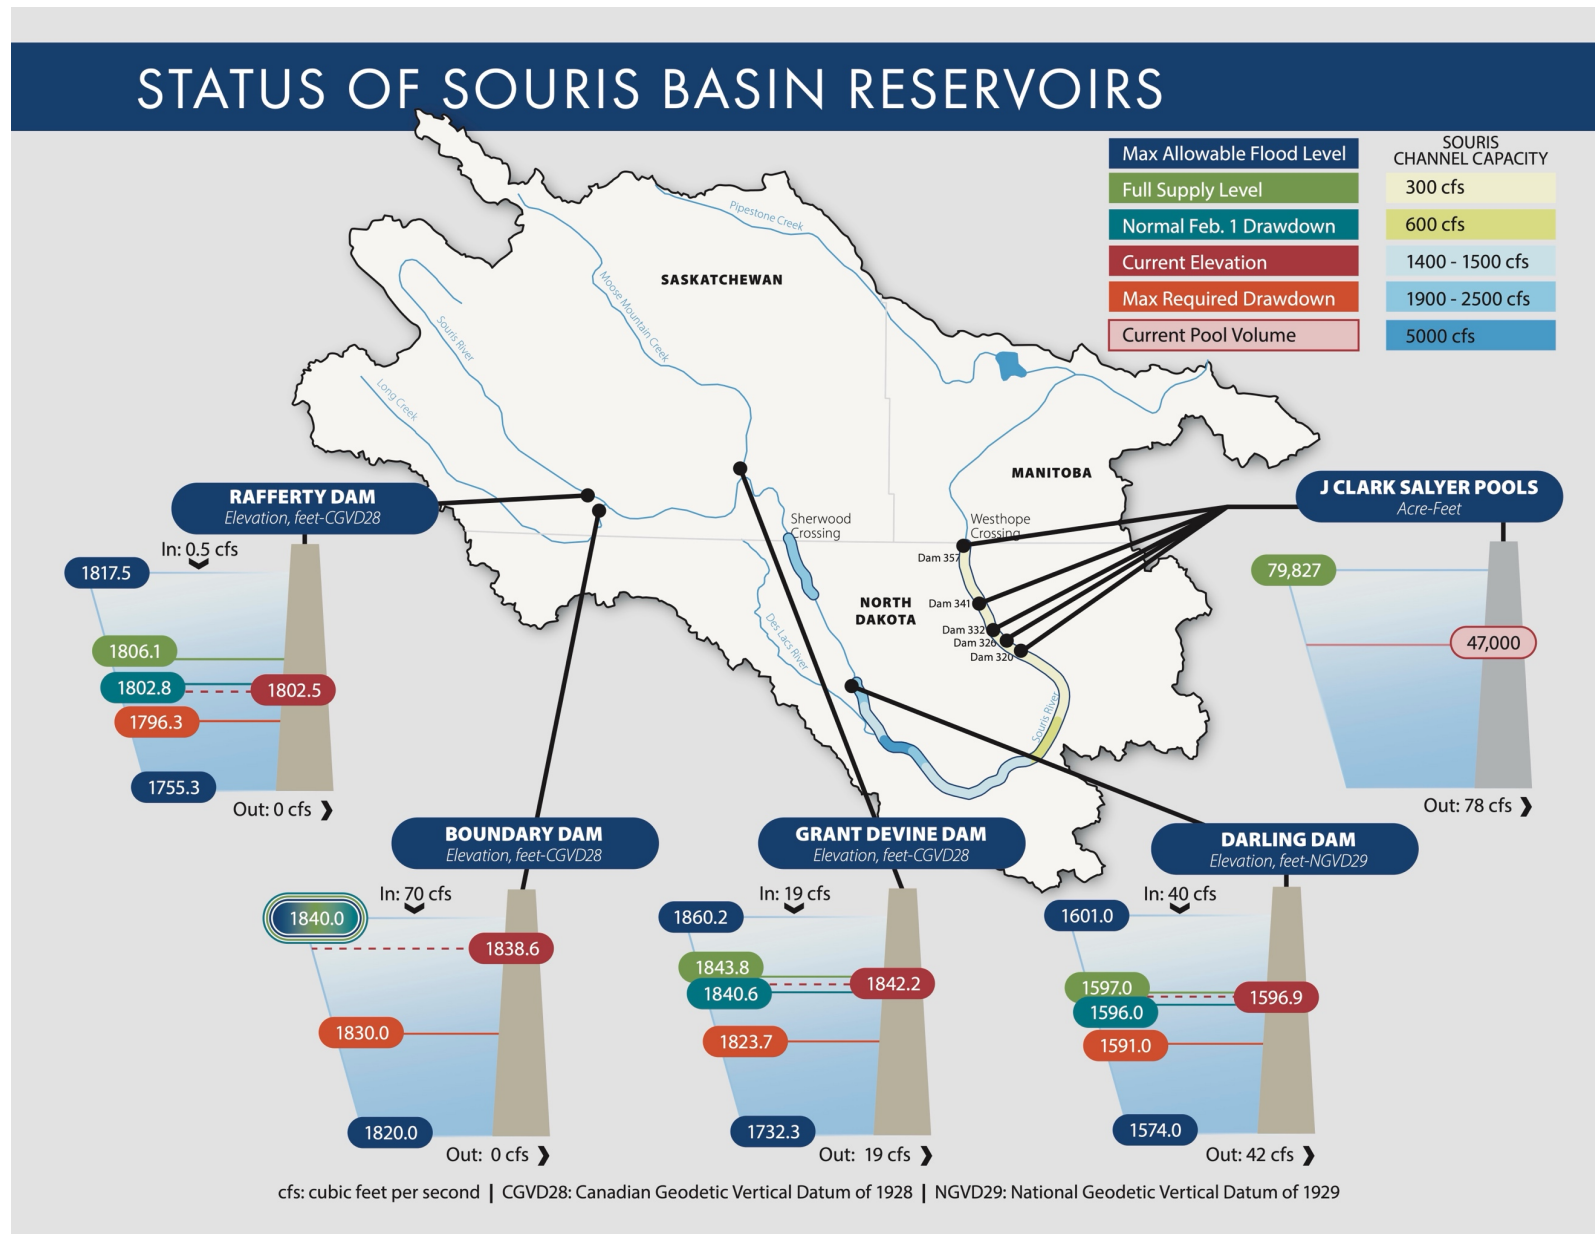 STATUS OF SOURIS BASIN RESERVOIRS
Max Allowable Flood Level
Full Supply Level
Normal Feb. 1 Drawdown
Current Elevation
Max Required Drawdown
Current Pool Volume
SOURIS
CHANNEL CAPACITY
300 cfs
600 cfs
1400 - 1500 cfs
1900 - 2500 cfs
5000 cfs
Pipestone Creek
SASKATCHEWAN
Moose Mountain Creek
Souris River
Long Creek
MANITOBA
Sherwood
Crossing
Westhope
Crossing
Dam 357
Dam 341
Dam 332
Dam 326
Dam 320
NORTH
DAKOTA
Des Lacs River
Souris River
RAFFERTY DAM
Elevation, feet-CGVD28
In: 0.5 cfs
1817.5
1806.1
1802.8
1802.5
1796.3
1755.3
Out: 0 cfs
J CLARK SALYER POOLS
Acre-Feet
79,827
47,000
Out: 78 cfs
BOUNDARY DAM
Elevation, feet-CGVD28
In: 70 cfs
1840.0
1838.6
1830.0
1820.0
Out: 0 cfs
GRANT DEVINE DAM
Elevation, feet-CGVD28
In: 19 cfs
1860.2
1843.8
1842.2
1840.6
1823.7
1732.3
Out: 19 cfs
DARLING DAM
Elevation, feet-NGVD29
In: 40 cfs
1601.0
1597.0
1596.9
1596.0
1591.0
1574.0
Out: 42 cfs
cfs: cubic feet per second | CGVD28: Canadian Geodetic Vertical Datum of 1928 | NGVD29: National Geodetic Vertical Datum of 1929